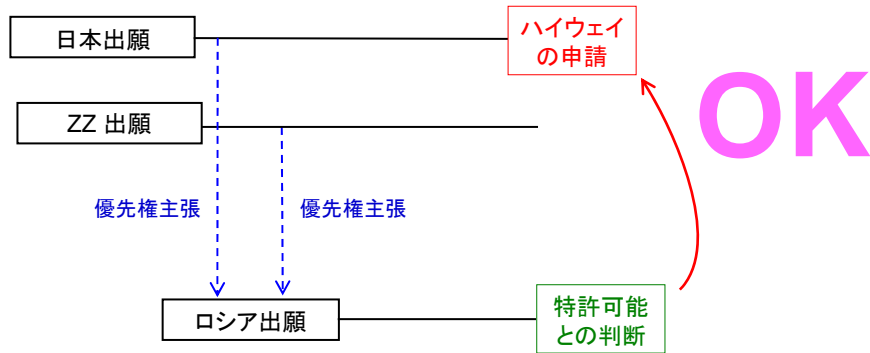 日本出願
ハイウェイ
の申請
OK
ZZ 出願
優先権主張
優先権主張
ロシア出願
特許可能
との判断